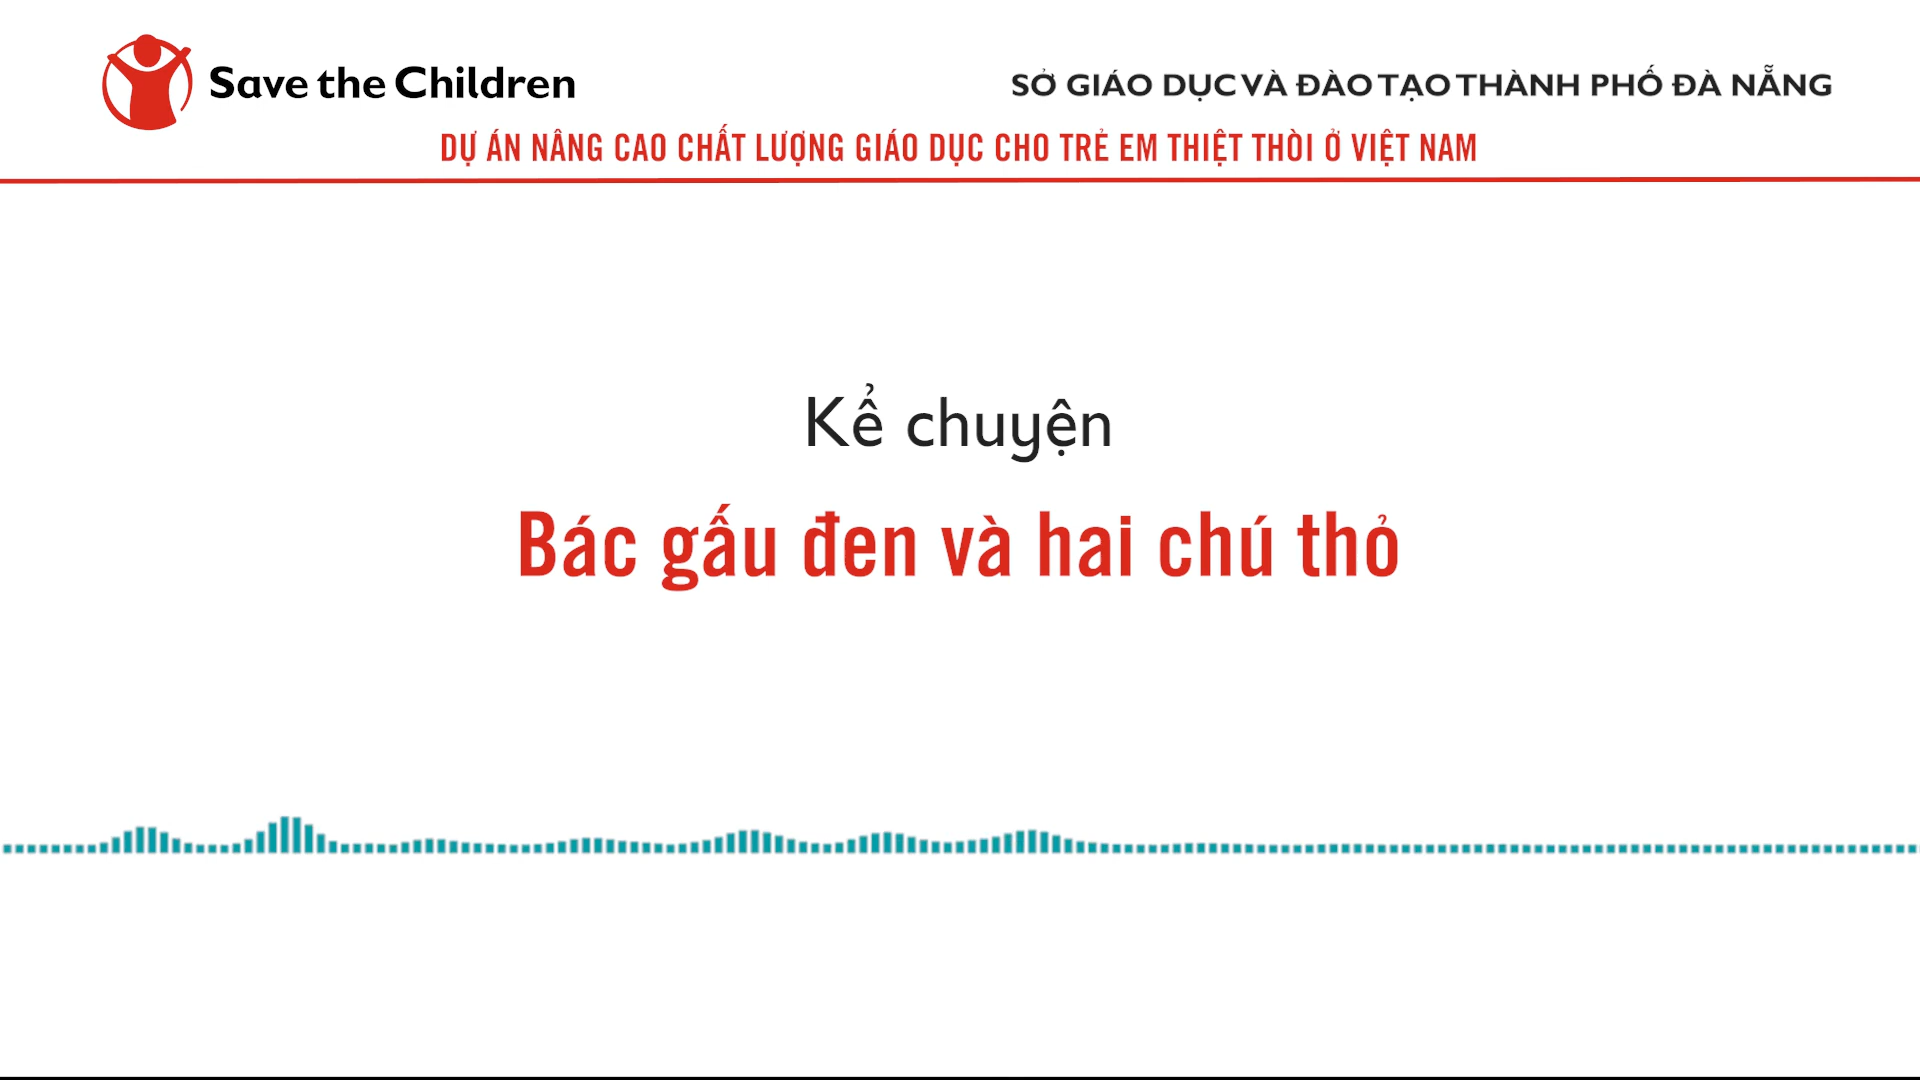 Save the Children
SỞ GIÁO DỤC VÀ ĐÀO TẠO THÀNH PHỐ ĐÀ NẴNG
DỰ ÁN NÂNG CAO CHẤT LƯỢNG GIÁO DỤC CHO TRẺ EM THIỆT THÒI Ở VIỆT NAM
Kể chuyện
Bác gấu đen và hai chú thỏ